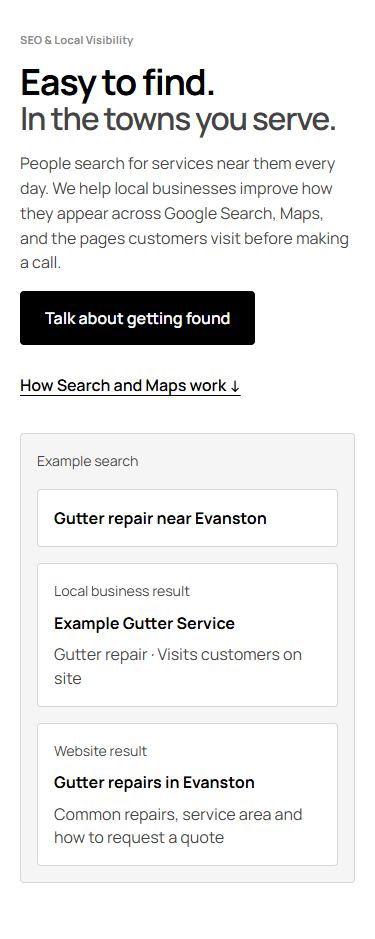 SEO & Local Visibility
Easy to find.
In the towns you serve.
People search for services near them every
day. We help local businesses improve how
they appear across Google Search, Maps,
and the pages customers visit before making
a call.
Talk about getting found
How Search and Maps work ↓
Example search
Gutter repair near Evanston
Local business result
Example Gutter Service
Gutter repair · Visits customers on
site
Website result
Gutter repairs in Evanston
Common repairs, service area and
how to request a quote